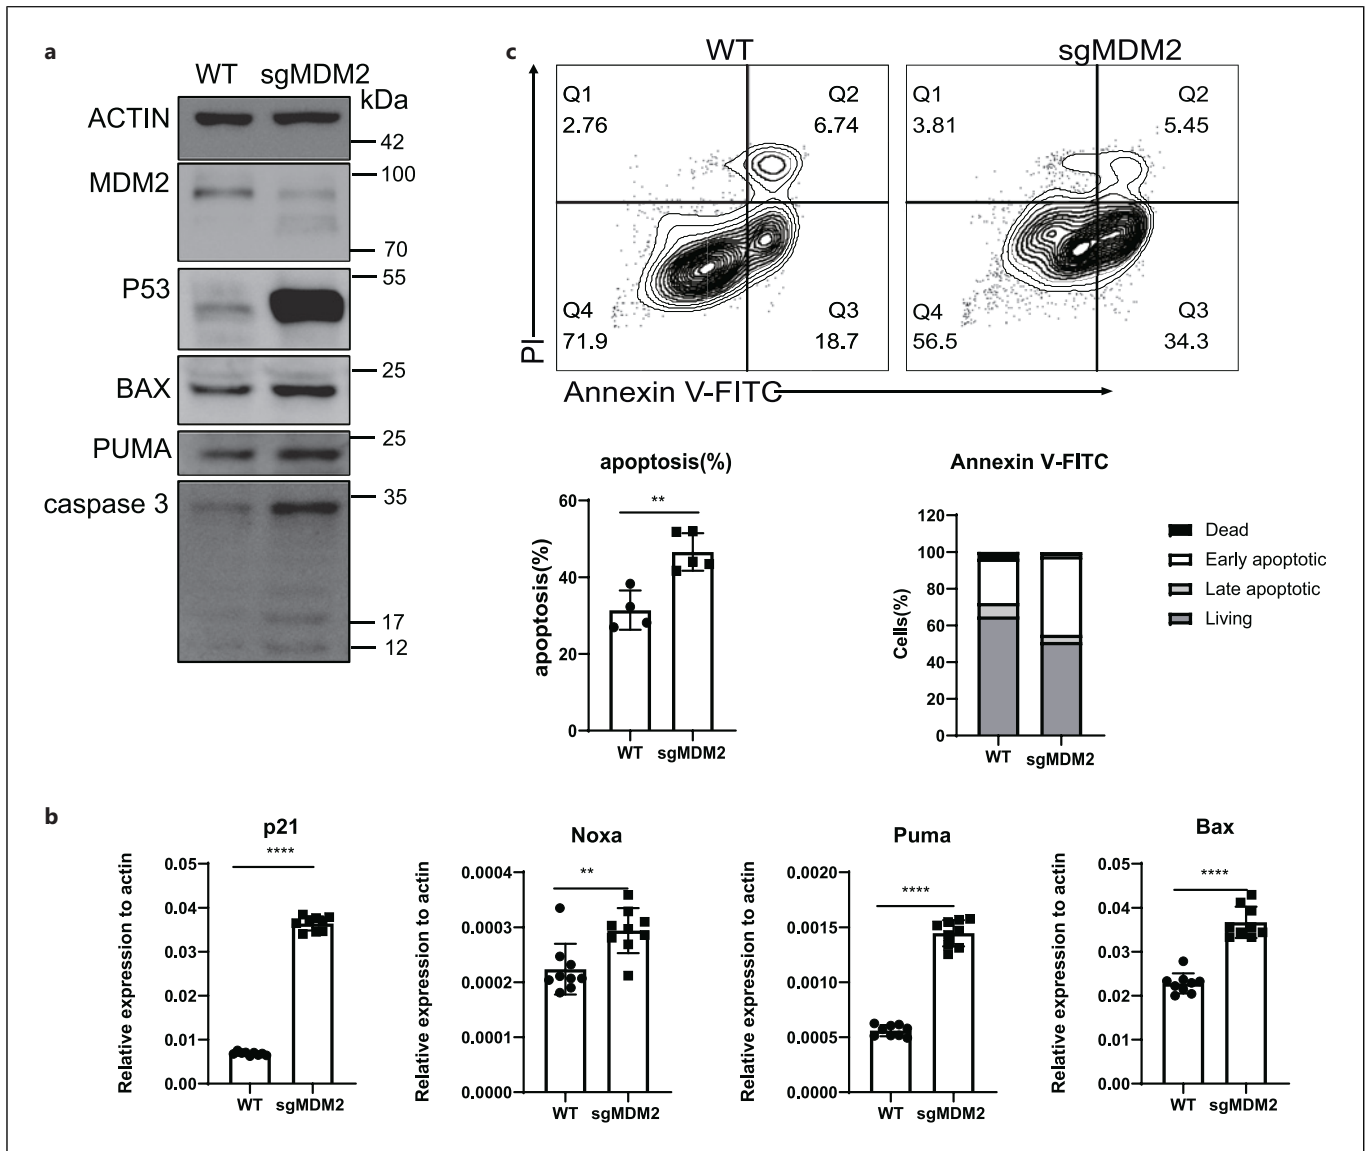 a
WT sgMDM2
kDa
ACTIN
42
MDM2
100
70
P53
55
BAX
25
PUMA
25
caspase 3
35
17
12
c
WT
sgMDM2
Q1
2.76
Q2
6.74
Q4
71.9
Q3
18.7
Q1
3.81
Q2
5.45
Q4
56.5
Q3
34.3
PI
Annexin V-FITC
apoptosis(%)
apoptosis(%)
60
40
20
0
**
WT
sgMDM2
Annexin V-FITC
Cells(%)
120
100
80
60
40
20
0
WT
sgMDM2
Dead
Early apoptotic
Late apoptotic
Living
b
p21
Relative expression to actin
0.05
0.04
0.03
0.02
0.01
0.00
****
WT sgMDM2
Noxa
Relative expression to actin
0.0004
0.0003
0.0002
0.0001
0.0000
**
WT sgMDM2
Puma
Relative expression to actin
0.0020
0.0015
0.0010
0.0005
0.0000
****
WT sgMDM2
Bax
Relative expression to actin
0.05
0.04
0.03
0.02
0.01
0.00
****
WT sgMDM2